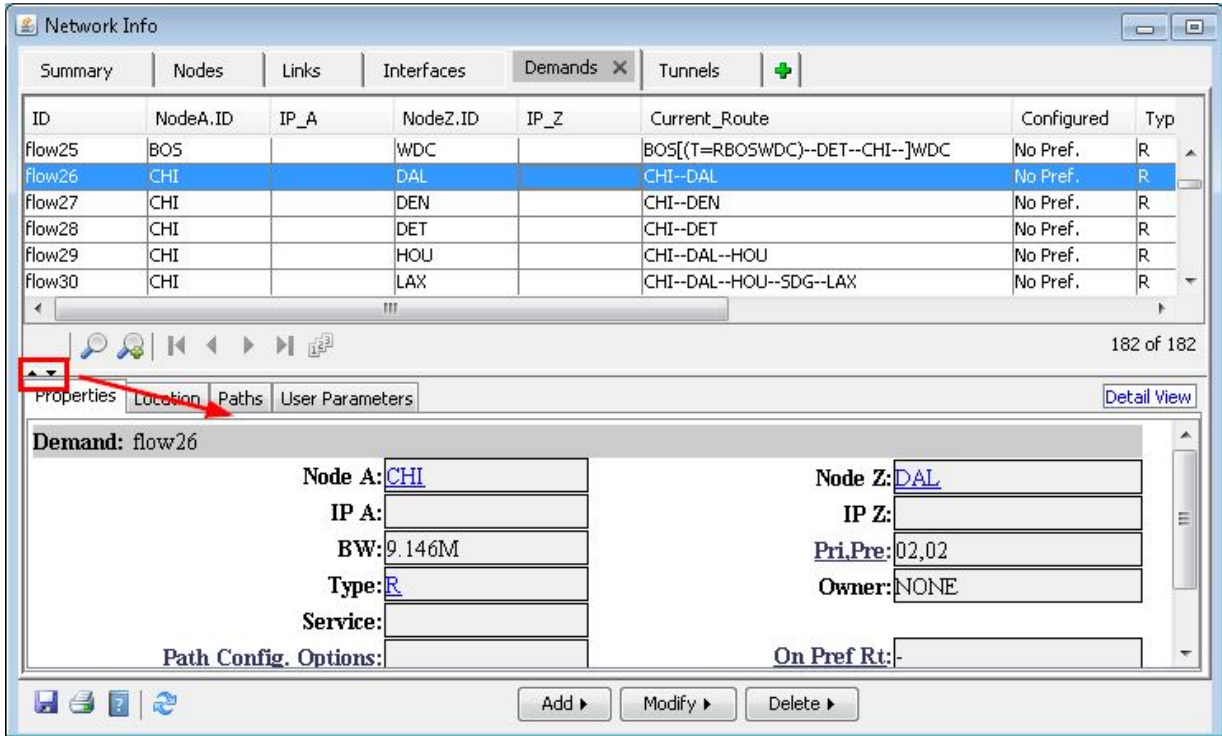 Network Info
Summary Nodes Links Interfaces Demands Tunnels
ID NodeA.ID IP_A NodeZ.ID IP_Z Current_Route Configured Typ
flow25 BOS WDC BOS[(T=RBOSWDC)--DET--CHI--]WDC No Pref. R
flow26 CHI DAL CHI--DAL No Pref. R
flow27 CHI DEN CHI--DEN No Pref. R
flow28 CHI DET CHI--DET No Pref. R
flow29 CHI HOU CHI--DAL--HOU No Pref. R
flow30 CHI LAX CHI--DAL--HOU--SDG--LAX No Pref. R
182 of 182
Properties Location Paths User Parameters Detail View
Demand: flow26
Node A: CHI Node Z: DAL
IP A: IP Z:
BW: 9.146M Pri,Pre: 02,02
Type: R Owner: NONE
Service:
Path Config. Options: On Pref Rt: -
Add Modify Delete